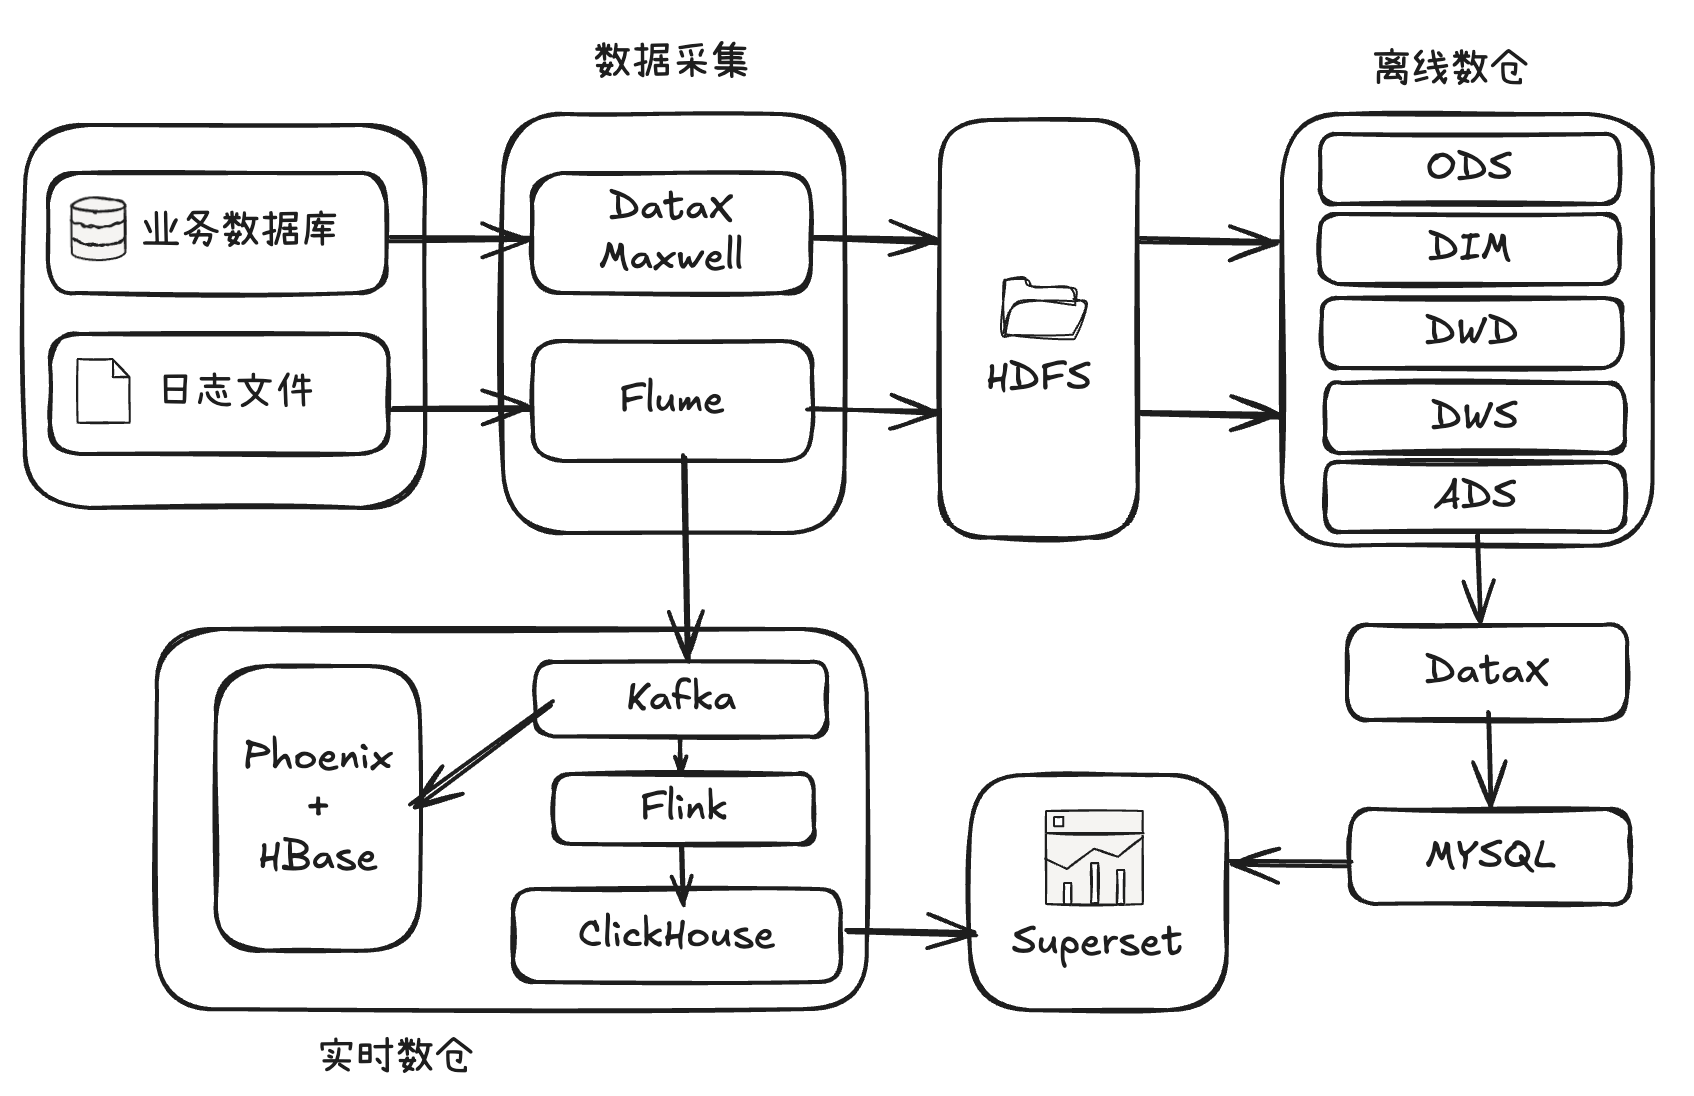 数据采集
离线数仓
业务数据库
日志文件
DataX
Maxwell
Flume
HDFS
ODS
DIM
DWD
DWS
ADS
Kafka
Phoenix
+
HBase
Flink
ClickHouse
Superset
DataX
MYSQL
实时数仓